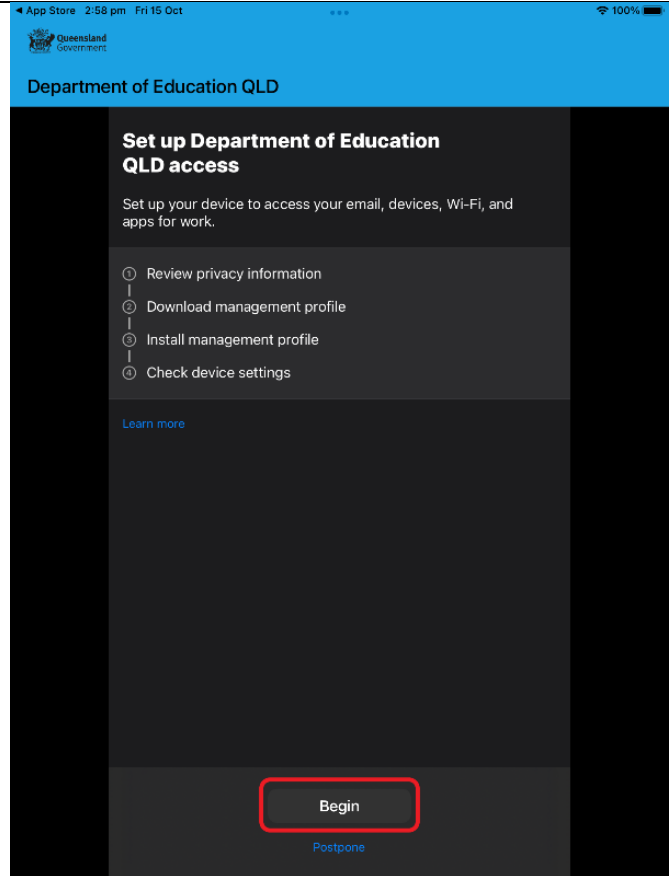 App Store 2:58 pm Fri 15 Oct 100%
Queensland
Government
Department of Education QLD
Set up Department of Education
QLD access
Set up your device to access your email, devices, Wi-Fi, and
apps for work.
1 Review privacy information
2 Download management profile
3 Install management profile
4 Check device settings
Learn more
Begin
Postpone